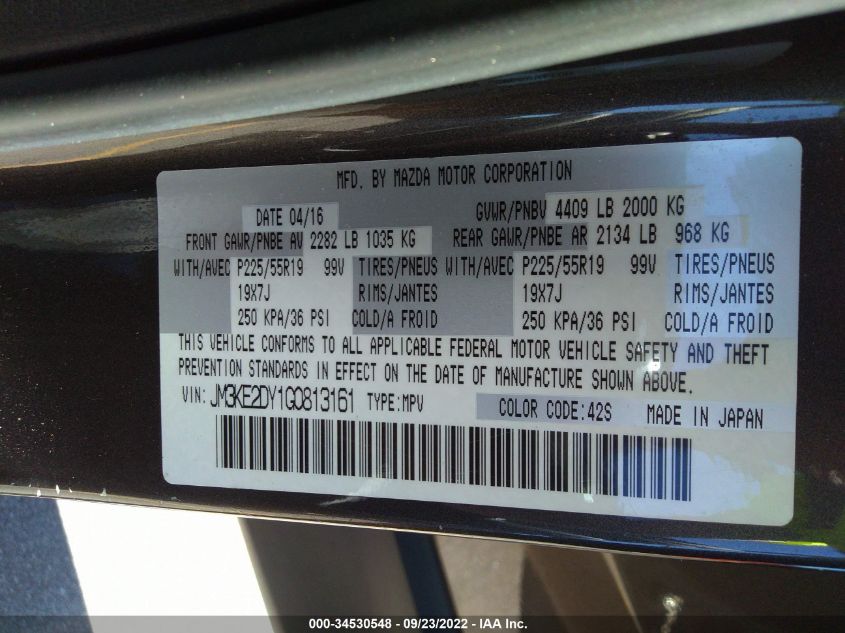 MFD. BY MAZDA MOTOR CORPORATION
DATE 04/16 GVWR/PNBV 4409 LB 2000 KG
FRONT GAWR/PNBE AV 2282 LB 1035 KG REAR GAWR/PNBE AR 2134 LB 968 KG
WITH/AVEC P225/55R19 99V TIRES/PNEUS WITH/AVEC P225/55R19 99V TIRES/PNEUS
19X7J RIMS/JANTES 19X7J RIMS/JANTES
250 KPA/36 PSI COLD/A FROID 250 KPA/36 PSI COLD/A FROID
THIS VEHICLE CONFORMS TO ALL APPLICABLE FEDERAL MOTOR VEHICLE SAFETY AND THEFT
PREVENTION STANDARDS IN EFFECT ON THE DATE OF MANUFACTURE SHOWN ABOVE.
VIN: JM3KE2DY1G0813161 TYPE:MPV COLOR CODE:42S MADE IN JAPAN
000-34530548 - 09/23/2022 - IAA Inc.